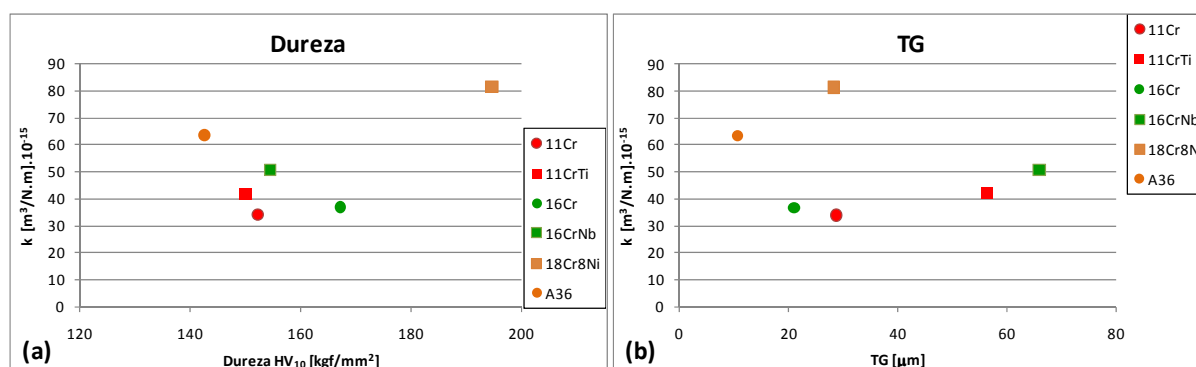 Dureza
k [m³/N.m].10⁻¹⁵
90
80
70
60
50
40
30
20
10
0
120
140
160
180
200
Dureza HV₁₀ [kgf/mm²]
(a)
11Cr
11CrTi
16Cr
16CrNb
18Cr8Ni
A36
TG
k [m³/N.m].10⁻¹⁵
90
80
70
60
50
40
30
20
10
0
0
20
40
60
80
TG [μm]
(b)
11Cr
11CrTi
16Cr
16CrNb
18Cr8N
A36